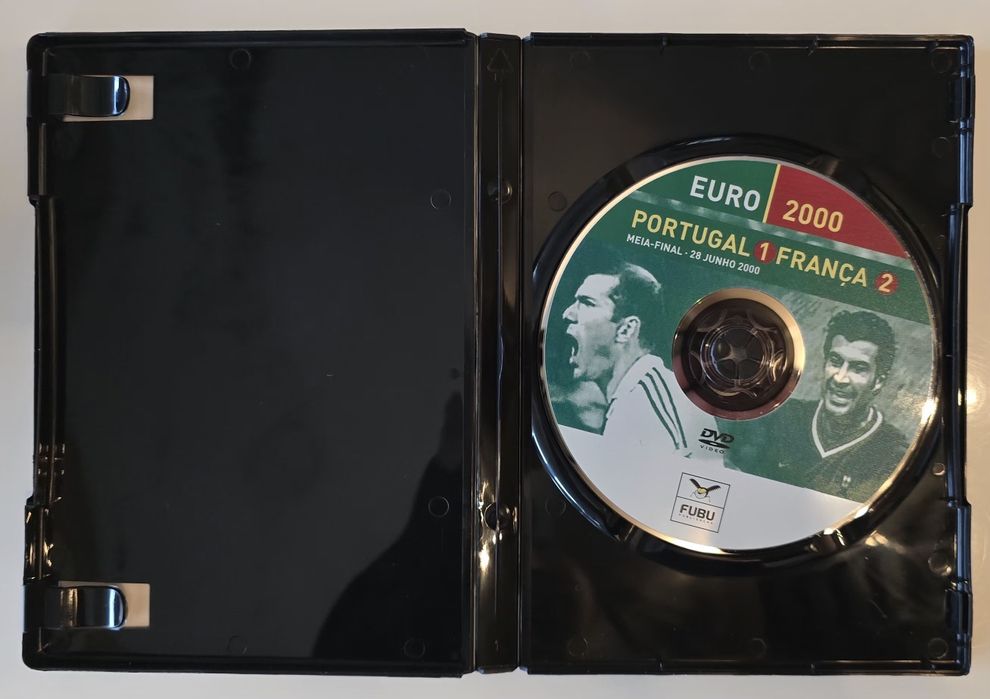 EURO 2000
PORTUGAL 1 FRANÇA 2
MEIA-FINAL · 28 JUNHO 2000
DVD
VIDEO
FUBU